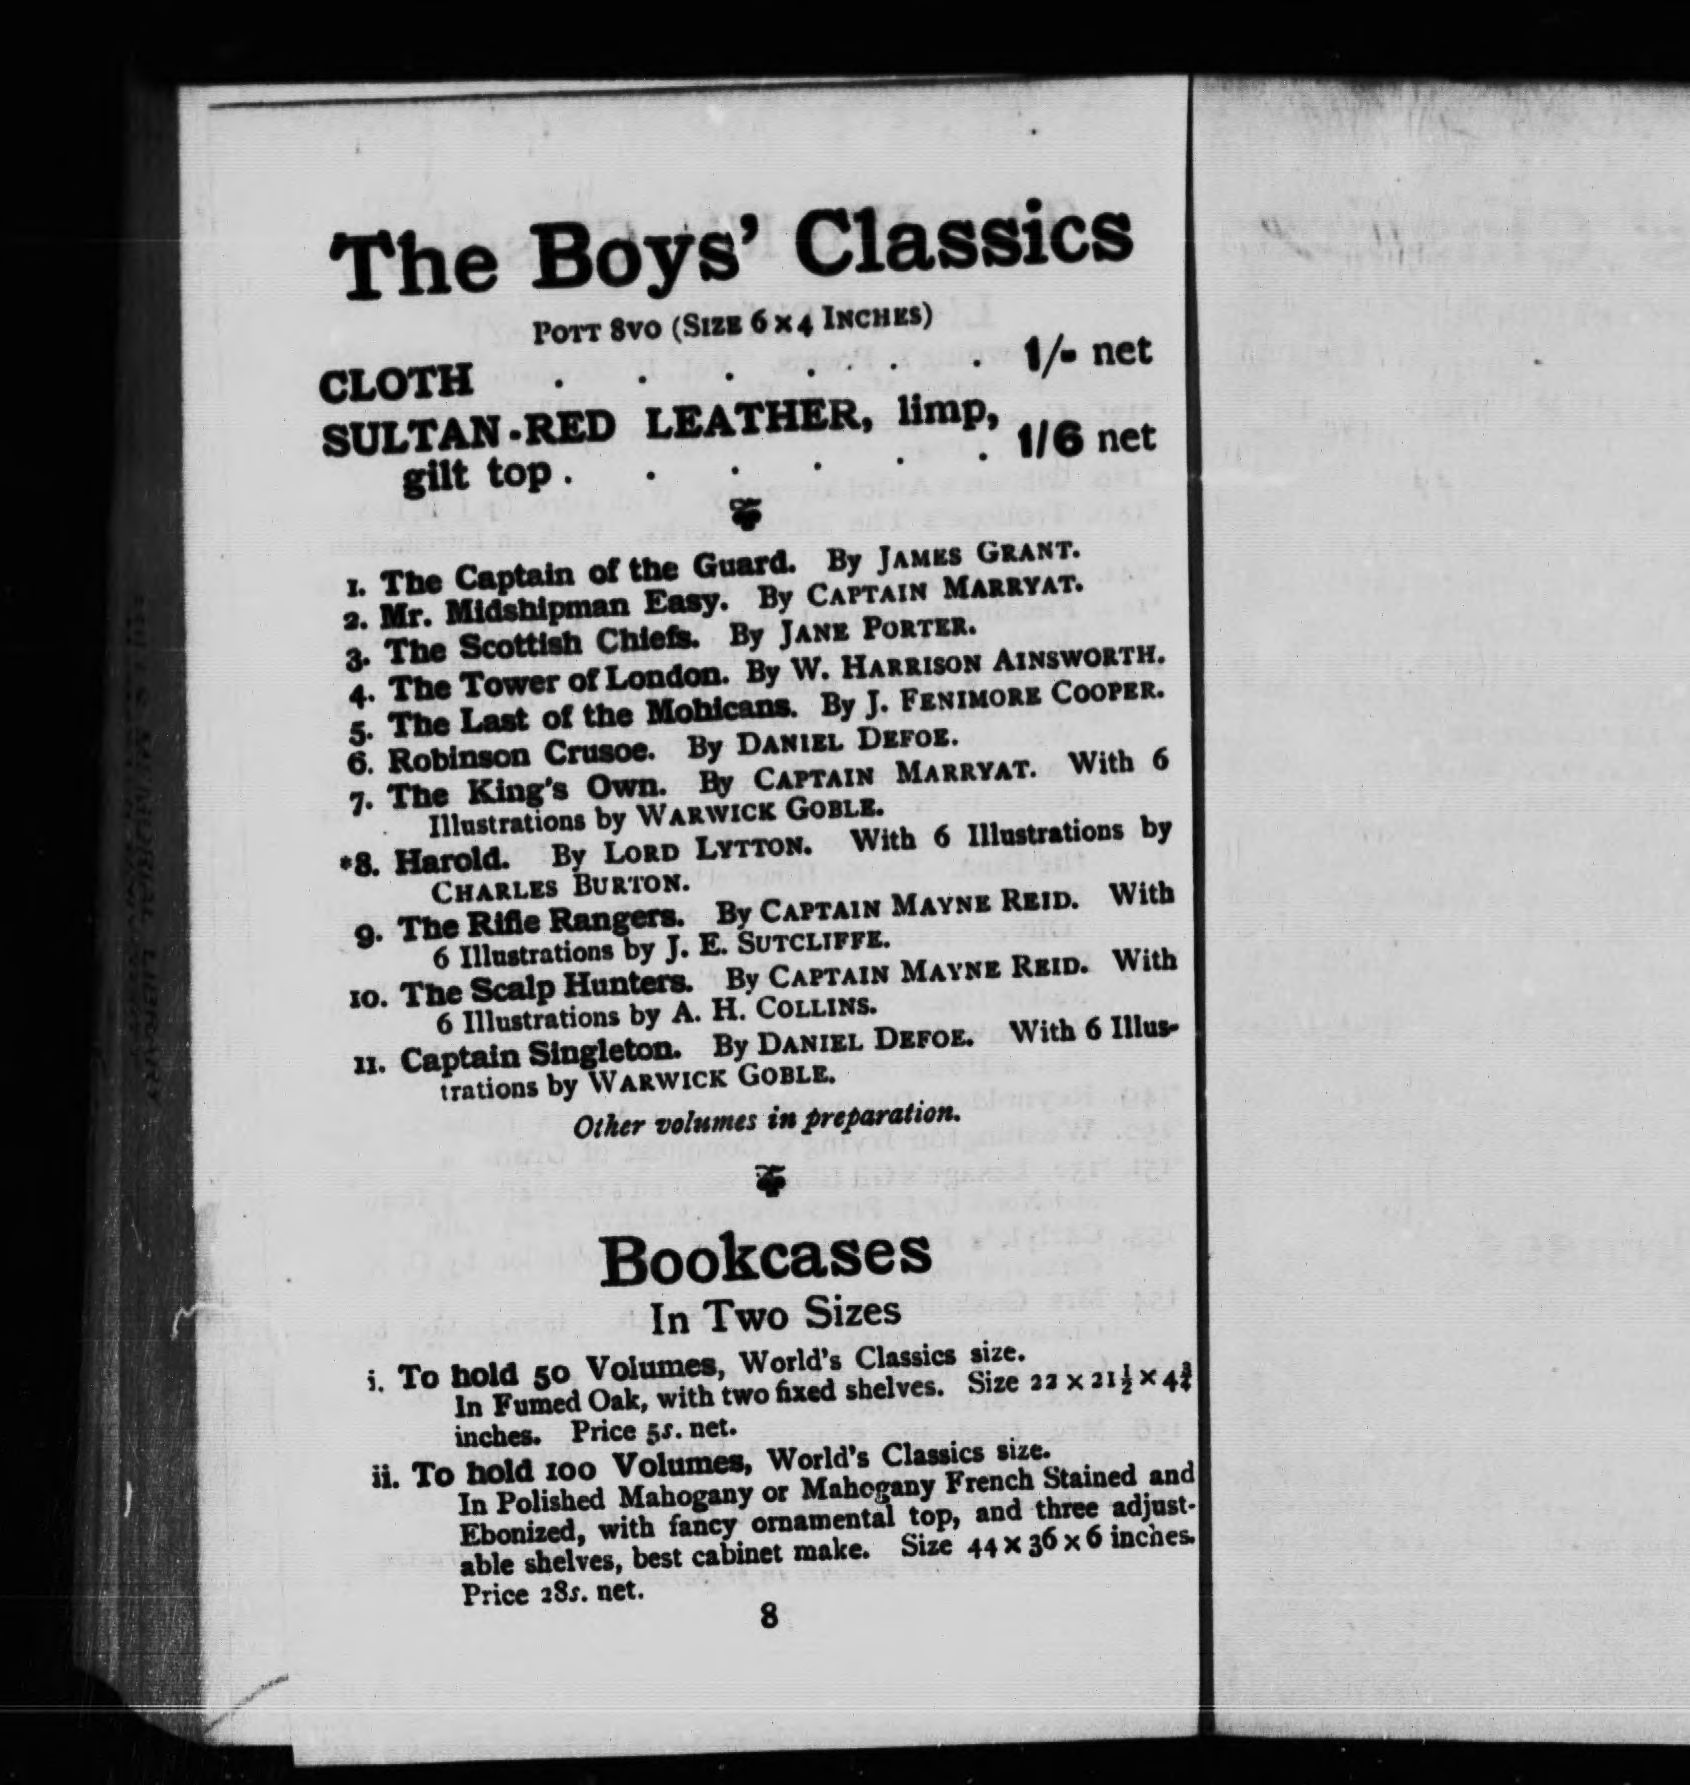 The Boys' Classics
POTT 8VO (SIZE 6 × 4 INCHES)
CLOTH . . . . . . 1/- net
SULTAN-RED LEATHER, limp,
gilt top . . . . . . 1/6 net
1. The Captain of the Guard. By JAMES GRANT.
2. Mr. Midshipman Easy. By CAPTAIN MARRYAT.
3. The Scottish Chiefs. By JANE PORTER.
4. The Tower of London. By W. HARRISON AINSWORTH.
5. The Last of the Mohicans. By J. FENIMORE COOPER.
6. Robinson Crusoe. By DANIEL DEFOE.
7. The King's Own. By CAPTAIN MARRYAT. With 6
Illustrations by WARWICK GOBLE.
*8. Harold. By LORD LYTTON. With 6 Illustrations by
CHARLES BURTON.
9. The Rifle Rangers. By CAPTAIN MAYNE REID. With
6 Illustrations by J. E. SUTCLIFFE.
10. The Scalp Hunters. By CAPTAIN MAYNE REID. With
6 Illustrations by A. H. COLLINS.
11. Captain Singleton. By DANIEL DEFOE. With 6 Illus-
trations by WARWICK GOBLE.
Other volumes in preparation.
Bookcases
In Two Sizes
i. To hold 50 Volumes, World's Classics size.
In Fumed Oak, with two fixed shelves. Size 22 × 21½ × 4¾
inches. Price 5s. net.
ii. To hold 100 Volumes, World's Classics size.
In Polished Mahogany or Mahogany French Stained and
Ebonized, with fancy ornamental top, and three adjust-
able shelves, best cabinet make. Size 44 × 36 × 6 inches.
Price 28s. net.
8